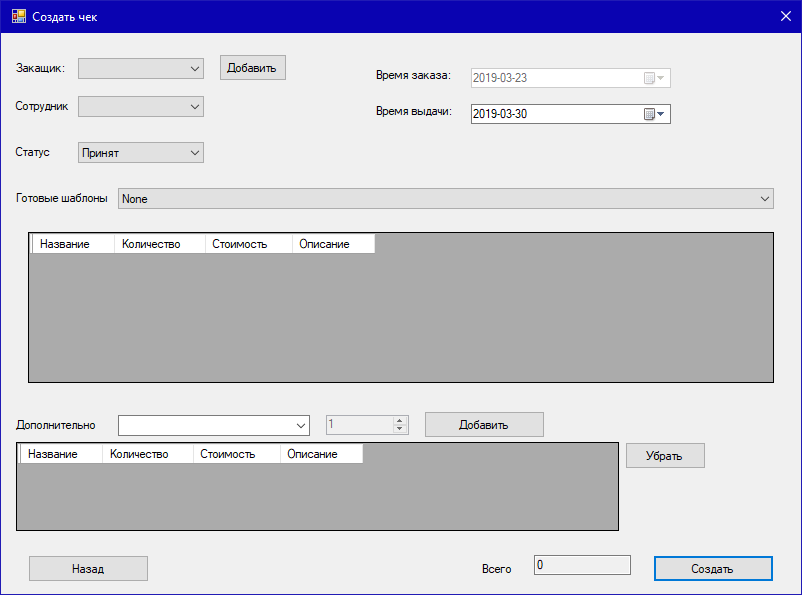 Создать чек
Закащик:
Добавить
Время заказа: 2019-03-23
Сотрудник
Время выдачи: 2019-03-30
Статус Принят
Готовые шаблоны None
Название Количество Стоимость Описание
Дополнительно 1 Добавить
Название Количество Стоимость Описание
Убрать
Назад Всего 0 Создать